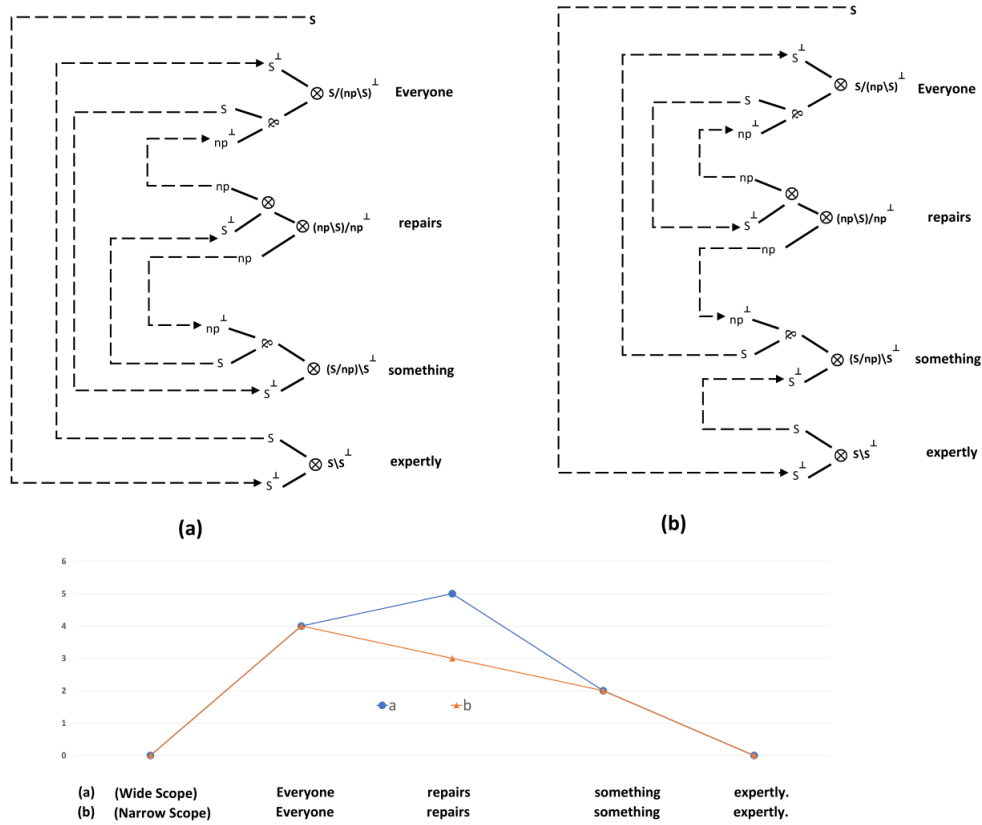 S
S⊥
⊗ S/(np\S)⊥ Everyone
S
⅋
np⊥
np
⊗
S⊥ ⊗ (np\S)/np⊥ repairs
np
np⊥
⅋
S
⊗ (S/np)\S⊥ something
S⊥
S
⊗ S\S⊥ expertly
S⊥
(a)
S
S⊥
⊗ S/(np\S)⊥ Everyone
S
⅋
np⊥
np
⊗
S⊥ ⊗ (np\S)/np⊥ repairs
np
np⊥
⅋
S
⊗ (S/np)\S⊥ something
S⊥
S
⊗ S\S⊥ expertly
S⊥
(b)
6
5
4
3
2
1
0
a b
(a) (Wide Scope) Everyone repairs something expertly.
(b) (Narrow Scope) Everyone repairs something expertly.